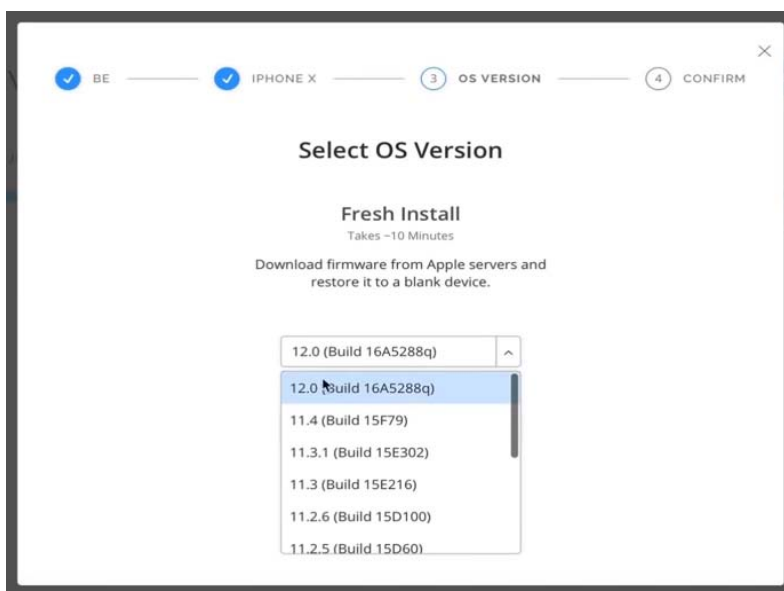 BE
IPHONE X
3 OS VERSION
4 CONFIRM
Select OS Version
Fresh Install
Takes ~10 Minutes
Download firmware from Apple servers and
restore it to a blank device.
12.0 (Build 16A5288q)
12.0 (Build 16A5288q)
11.4 (Build 15F79)
11.3.1 (Build 15E302)
11.3 (Build 15E216)
11.2.6 (Build 15D100)
11.2.5 (Build 15D60)